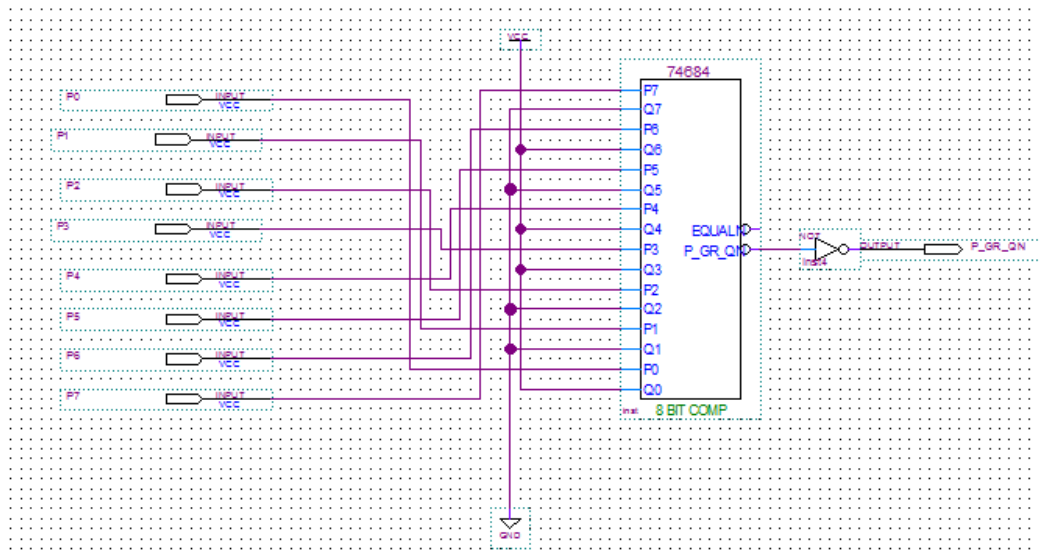 VCC
74684
P0 INPUT VCC
P1 INPUT VCC
P2 INPUT VCC
P3 INPUT VCC
P4 INPUT VCC
P5 INPUT VCC
P6 INPUT VCC
P7 INPUT VCC
P7
Q7
P6
Q6
P5
Q5
P4
Q4
P3
Q3
P2
Q2
P1
Q1
P0
Q0
EQUALN
P_GR_QN
inst
8 BIT COMP
NOT
inst4
OUTPUT
P_GR_QN
GND